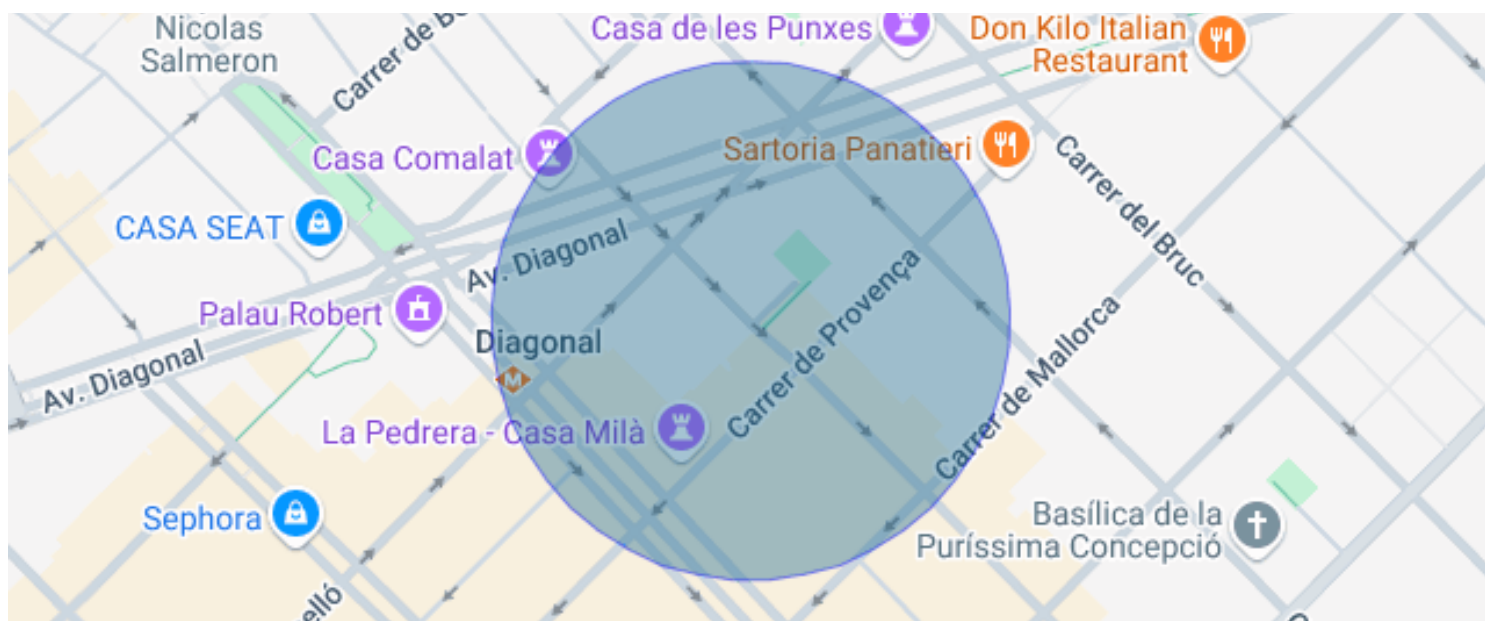 Nicolas
Salmeron
Carrer de Bo
Casa de les Punxes
Don Kilo Italian
Restaurant
Casa Comalat
Sartoria Panatieri
Carrer del Bruc
CASA SEAT
Av. Diagonal
Palau Robert
Diagonal
M
Carrer de Provença
Carrer de Mallorca
Av. Diagonal
La Pedrera - Casa Milà
Sephora
Basílica de la
Puríssima Concepció
elló